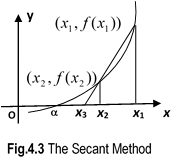 y
(x₁, f(x₁))
(x₂, f(x₂))
O α x₃ x₂ x₁ x
Fig.4.3 The Secant Method